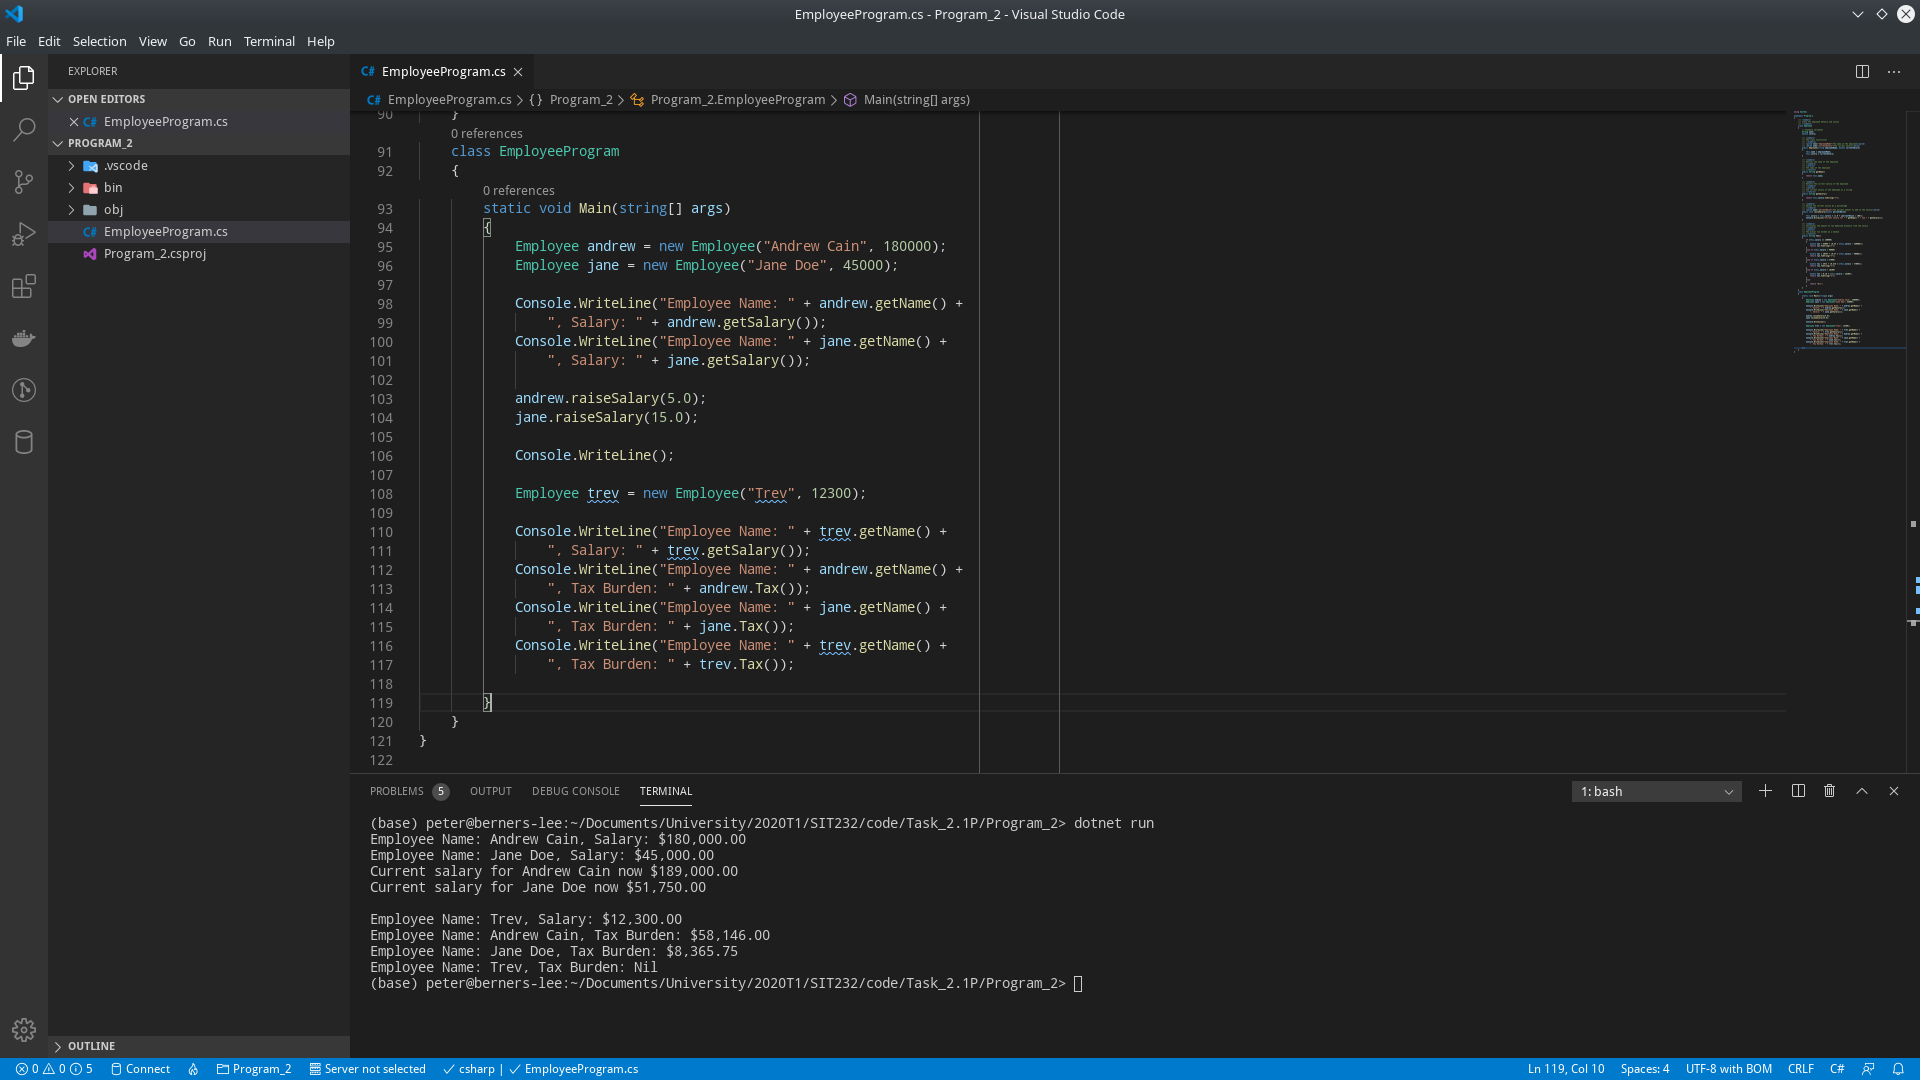 EmployeeProgram.cs - Program_2 - Visual Studio Code
File Edit Selection View Go Run Terminal Help
EXPLORER
OPEN EDITORS
EmployeeProgram.cs
PROGRAM_2
.vscode
bin
obj
C# EmployeeProgram.cs
Program_2.csproj
OUTLINE
C# EmployeeProgram.cs
C# EmployeeProgram.cs > {} Program_2 > Program_2.EmployeeProgram > Main(string[] args)
90 }
0 references
91 class EmployeeProgram
92 {
0 references
93 static void Main(string[] args)
94 {
95 Employee andrew = new Employee("Andrew Cain", 180000);
96 Employee jane = new Employee("Jane Doe", 45000);
97
98 Console.WriteLine("Employee Name: " + andrew.getName() +
99 ", Salary: " + andrew.getSalary());
100 Console.WriteLine("Employee Name: " + jane.getName() +
101 ", Salary: " + jane.getSalary());
102
103 andrew.raiseSalary(5.0);
104 jane.raiseSalary(15.0);
105
106 Console.WriteLine();
107
108 Employee trev = new Employee("Trev", 12300);
109
110 Console.WriteLine("Employee Name: " + trev.getName() +
111 ", Salary: " + trev.getSalary());
112 Console.WriteLine("Employee Name: " + andrew.getName() +
113 ", Tax Burden: " + andrew.Tax());
114 Console.WriteLine("Employee Name: " + jane.getName() +
115 ", Tax Burden: " + jane.Tax());
116 Console.WriteLine("Employee Name: " + trev.getName() +
117 ", Tax Burden: " + trev.Tax());
118
119 }
120 }
121 }
122
PROBLEMS 5 OUTPUT DEBUG CONSOLE TERMINAL 1: bash
(base) peter@berners-lee:~/Documents/University/2020T1/SIT232/code/Task_2.1P/Program_2> dotnet run
Employee Name: Andrew Cain, Salary: $180,000.00
Employee Name: Jane Doe, Salary: $45,000.00
Current salary for Andrew Cain now $189,000.00
Current salary for Jane Doe now $51,750.00
Employee Name: Trev, Salary: $12,300.00
Employee Name: Andrew Cain, Tax Burden: $58,146.00
Employee Name: Jane Doe, Tax Burden: $8,365.75
Employee Name: Trev, Tax Burden: Nil
(base) peter@berners-lee:~/Documents/University/2020T1/SIT232/code/Task_2.1P/Program_2>
0 0 5 Connect Program_2 Server not selected csharp | EmployeeProgram.cs Ln 119, Col 10 Spaces: 4 UTF-8 with BOM CRLF C#